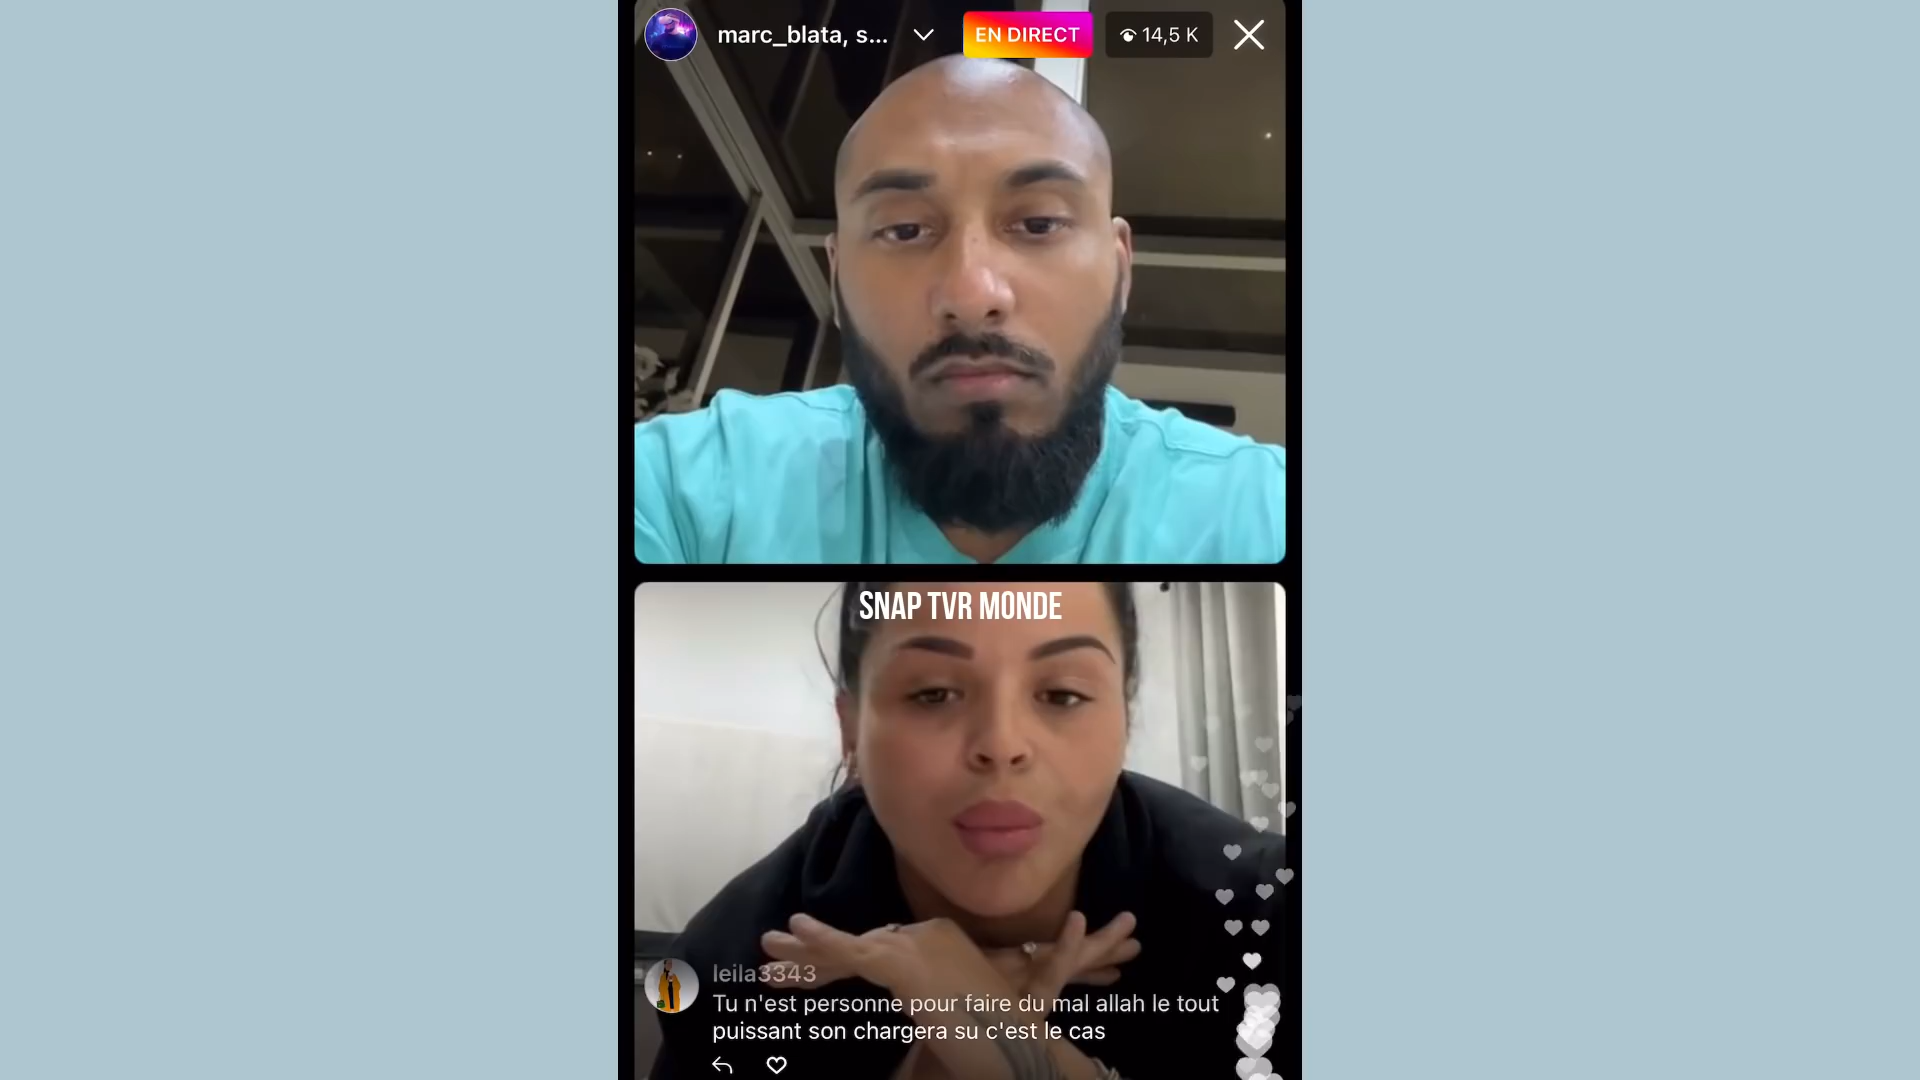 marc_blata, s...
EN DIRECT
14,5 K
SNAP TVR MONDE
leila3343
Tu n'est personne pour faire du mal allah le tout
puissant son chargera su c'est le cas